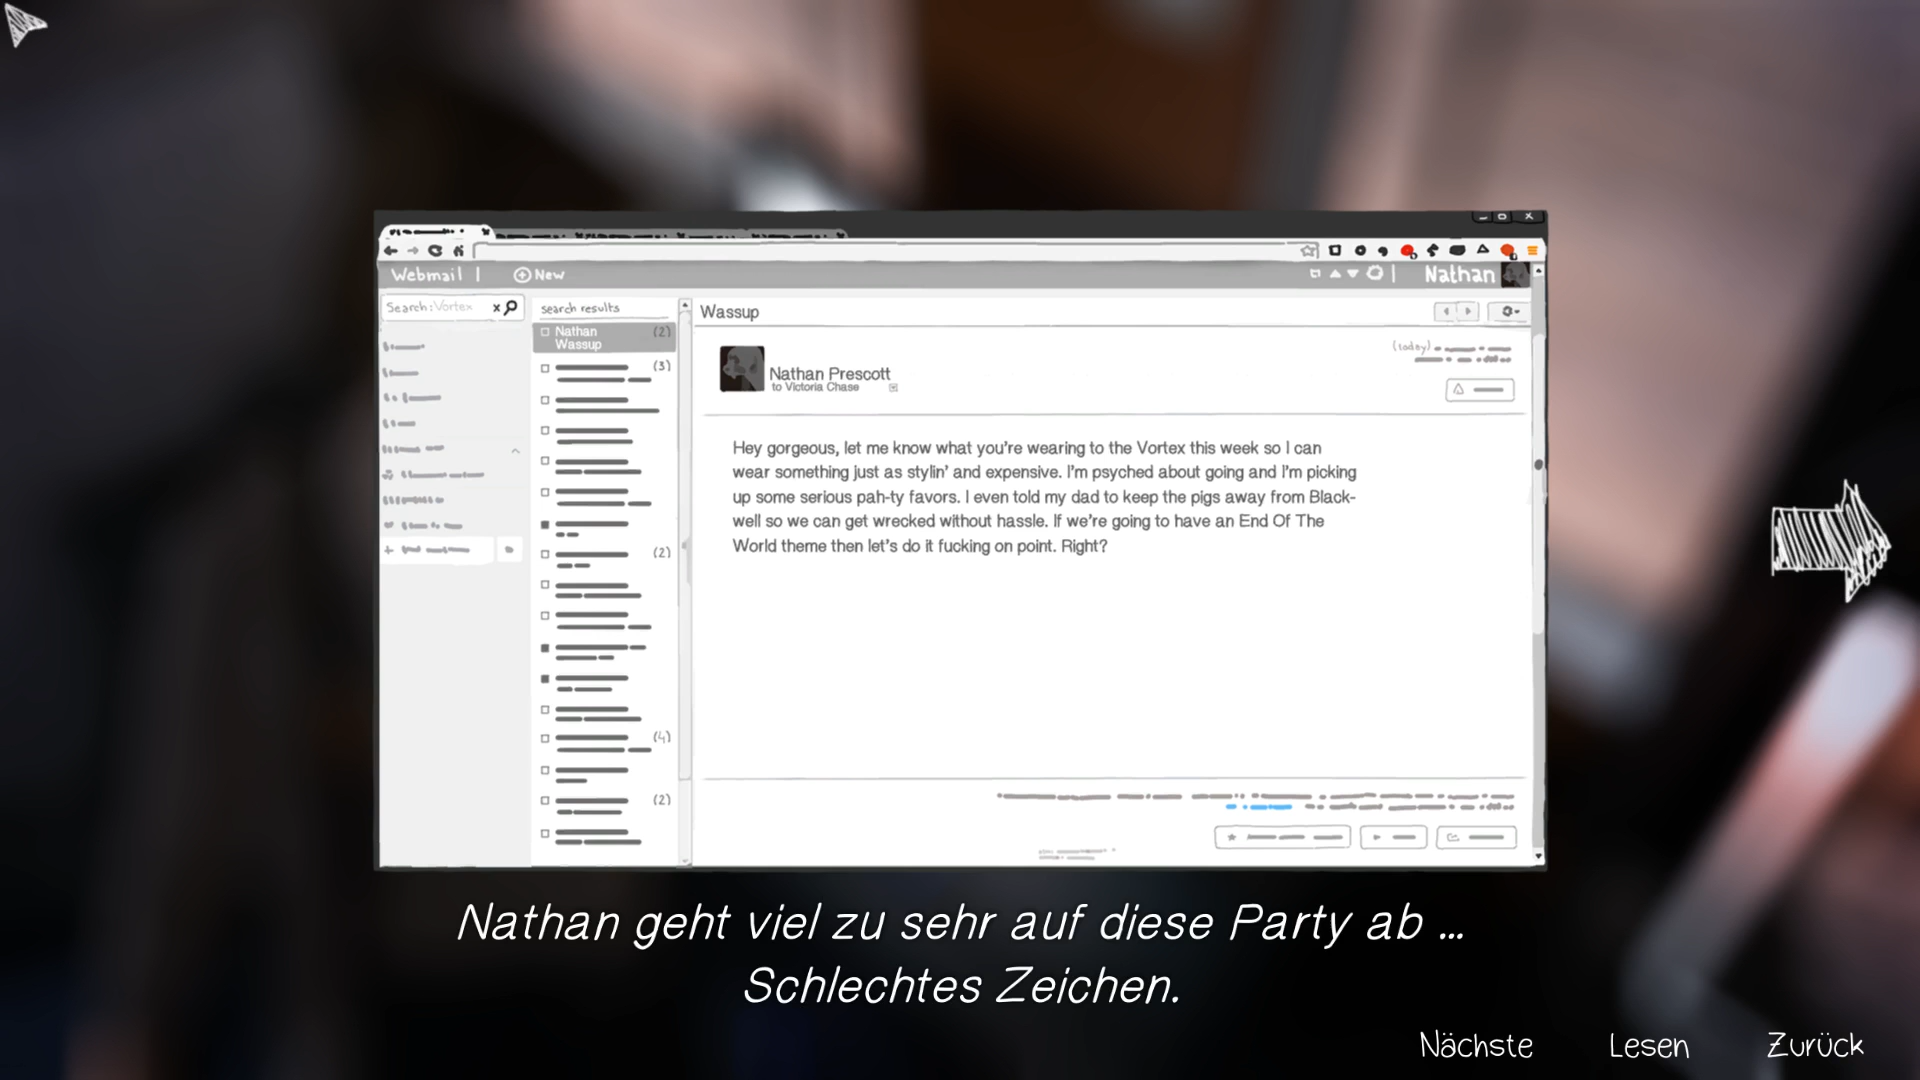 Webmail |
New
Nathan
Search: Vortex x
search results
Nathan (2)
Wassup
(3)
(2)
(4)
(2)
Wassup
(today)
Nathan Prescott
to Victoria Chase
Hey gorgeous, let me know what you're wearing to the Vortex this week so I can
wear something just as stylin' and expensive. I'm psyched about going and I'm picking
up some serious pah-ty favors. I even told my dad to keep the pigs away from Black-
well so we can get wrecked without hassle. If we're going to have an End Of The
World theme then let's do it fucking on point. Right?
Nathan geht viel zu sehr auf diese Party ab ...
Schlechtes Zeichen.
Nächste Lesen Zurück